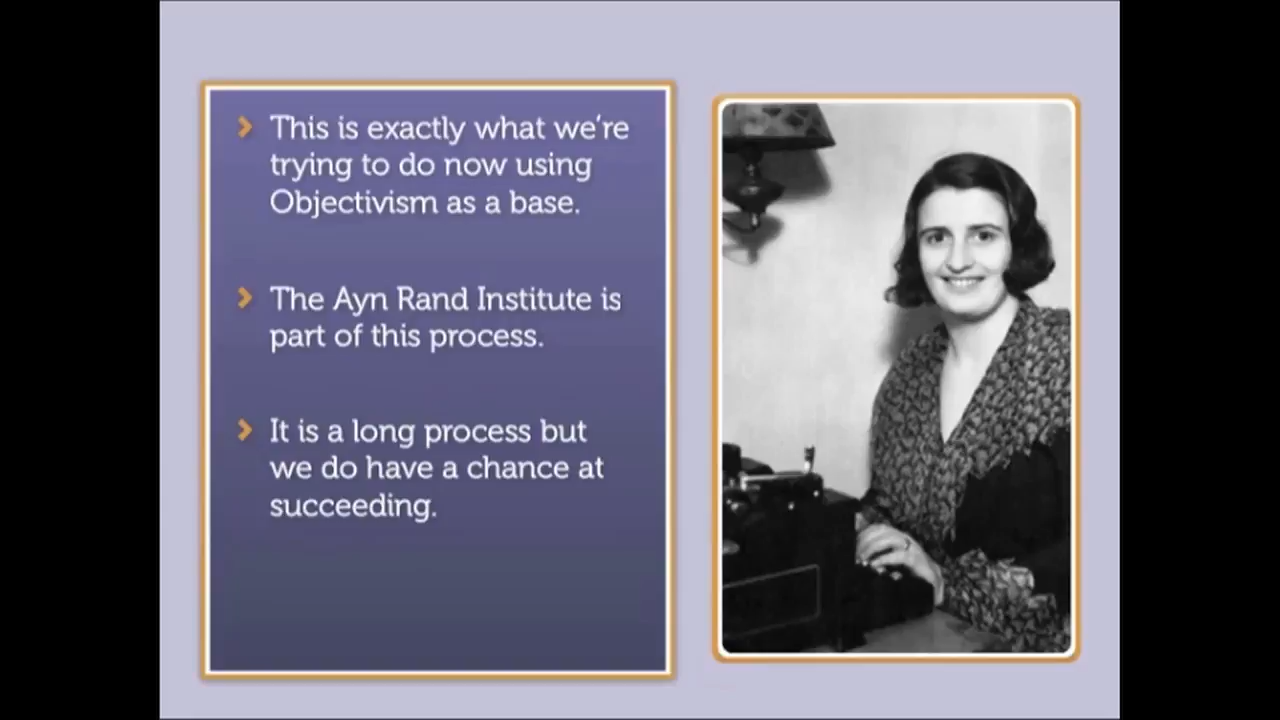 This is exactly what we're
trying to do now using
Objectivism as a base.
The Ayn Rand Institute is
part of this process.
It is a long process but
we do have a chance at
succeeding.